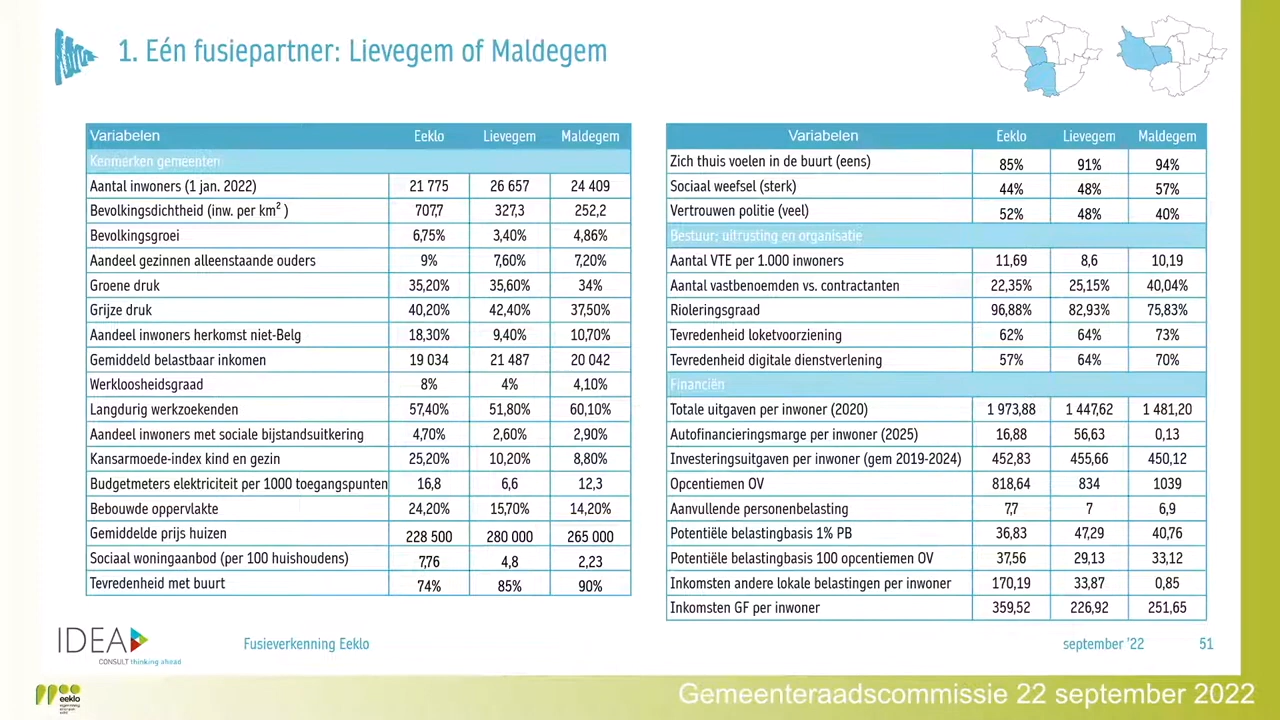 1. Eén fusiepartner: Lievegem of Maldegem
Variabelen Eeklo Lievegem Maldegem
Kenmerken gemeenten
Aantal inwoners (1 jan. 2022) 21 775 26 657 24 409
Bevolkingsdichtheid (inw. per km² ) 707,7 327,3 252,2
Bevolkingsgroei 6,75% 3,40% 4,86%
Aandeel gezinnen alleenstaande ouders 9% 7,60% 7,20%
Groene druk 35,20% 35,60% 34%
Grijze druk 40,20% 42,40% 37,50%
Aandeel inwoners herkomst niet-Belg 18,30% 9,40% 10,70%
Gemiddeld belastbaar inkomen 19 034 21 487 20 042
Werkloosheidsgraad 8% 4% 4,10%
Langdurig werkzoekenden 57,40% 51,80% 60,10%
Aandeel inwoners met sociale bijstandsuitkering 4,70% 2,60% 2,90%
Kansarmoede-index kind en gezin 25,20% 10,20% 8,80%
Budgetmeters elektriciteit per 1000 toegangspunten 16,8 6,6 12,3
Bebouwde oppervlakte 24,20% 15,70% 14,20%
Gemiddelde prijs huizen 228 500 280 000 265 000
Sociaal woningaanbod (per 100 huishoudens) 7,76 4,8 2,23
Tevredenheid met buurt 74% 85% 90%
Variabelen Eeklo Lievegem Maldegem
Zich thuis voelen in de buurt (eens) 85% 91% 94%
Sociaal weefsel (sterk) 44% 48% 57%
Vertrouwen politie (veel) 52% 48% 40%
Bestuur: uitrusting en organisatie
Aantal VTE per 1.000 inwoners 11,69 8,6 10,19
Aantal vastbenoemden vs. contractanten 22,35% 25,15% 40,04%
Rioleringsgraad 96,88% 82,93% 75,83%
Tevredenheid loketvoorziening 62% 64% 73%
Tevredenheid digitale dienstverlening 57% 64% 70%
Financiën
Totale uitgaven per inwoner (2020) 1 973,88 1 447,62 1 481,20
Autofinancieringsmarge per inwoner (2025) 16,88 56,63 0,13
Investeringsuitgaven per inwoner (gem 2019-2024) 452,83 455,66 450,12
Opcentiemen OV 818,64 834 1039
Aanvullende personenbelasting 7,7 7 6,9
Potentiële belastingbasis 1% PB 36,83 47,29 40,76
Potentiële belastingbasis 100 opcentiemen OV 37,56 29,13 33,12
Inkomsten andere lokale belastingen per inwoner 170,19 33,87 0,85
Inkomsten GF per inwoner 359,52 226,92 251,65
IDEA
CONSULT thinking ahead
Fusieverkenning Eeklo
september '22 51
eeklo
Gemeenteraadscommissie 22 september 2022